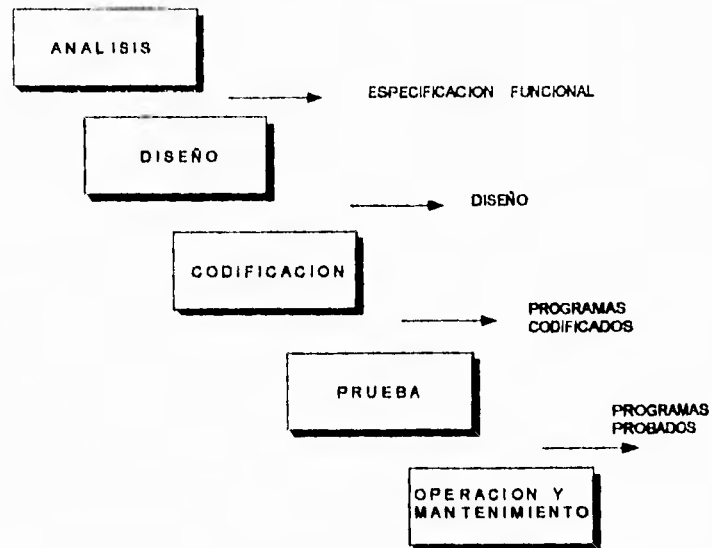 ANALISIS
ESPECIFICACION FUNCIONAL
DISEÑO
DISEÑO
CODIFICACION
PROGRAMAS
CODIFICADOS
PRUEBA
PROGRAMAS
PROBADOS
OPERACION Y
MANTENIMIENTO